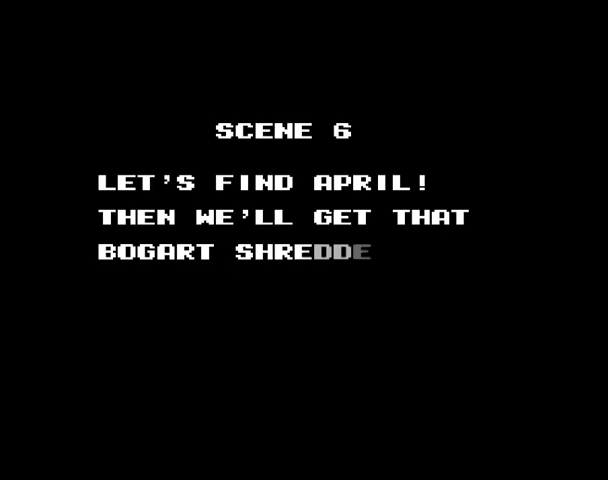 SCENE 6
LET'S FIND APRIL!
THEN WE'LL GET THAT
BOGART SHREDDE